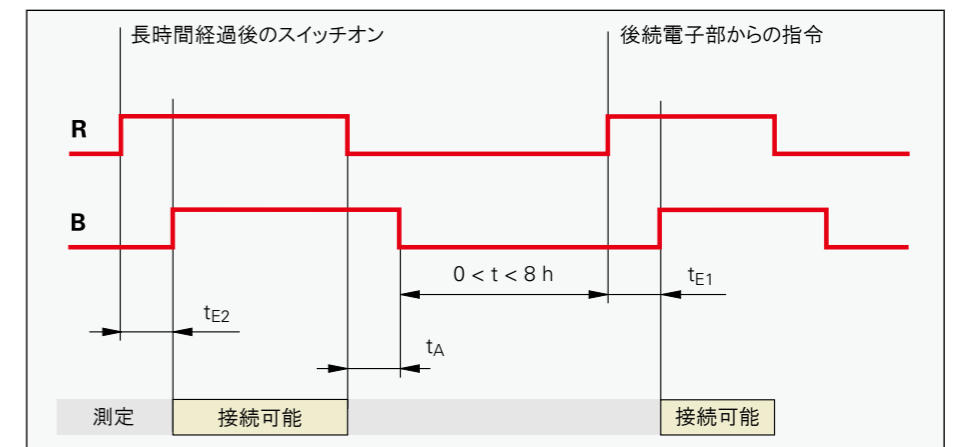 長時間経過後のスイッチオン
後続電子部からの指令
R
B
0 < t < 8 h
tE1
tE2
tA
測定
接続可能
接続可能